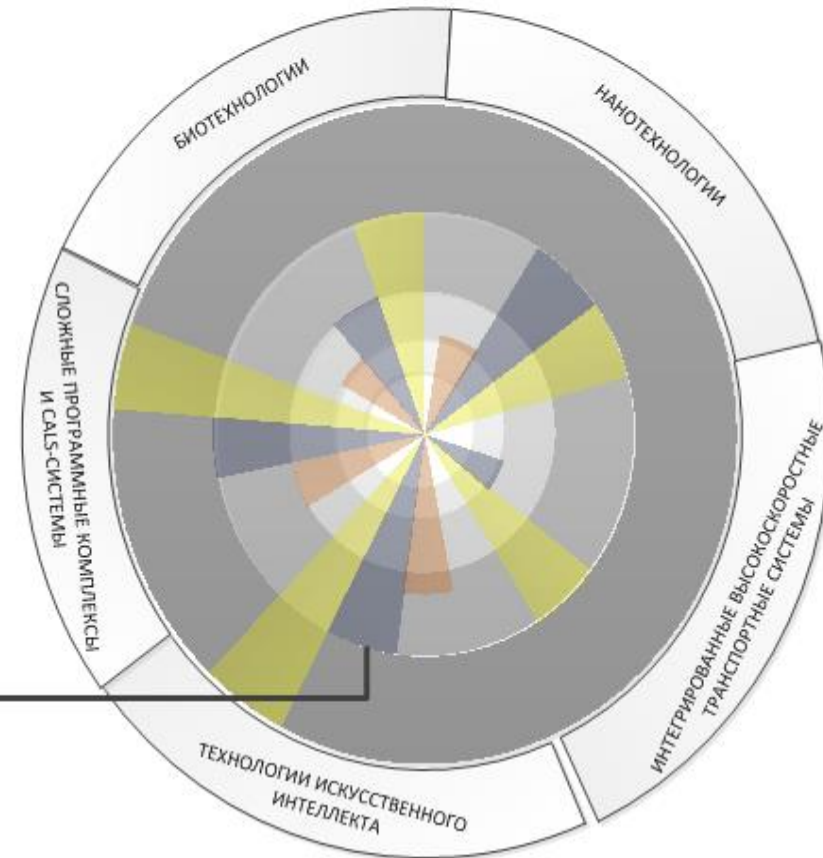 БИОТЕХНОЛОГИИ
НАНОТЕХНОЛОГИИ
ИНТЕГРИРОВАННЫЕ ВЫСОКОСКОРОСТНЫЕ
ТРАНСПОРТНЫЕ СИСТЕМЫ
ТЕХНОЛОГИИ ИСКУССТВЕННОГО
ИНТЕЛЛЕКТА
СЛОЖНЫЕ ПРОГРАММНЫЕ КОМПЛЕКСЫ
И CALS-СИСТЕМЫ